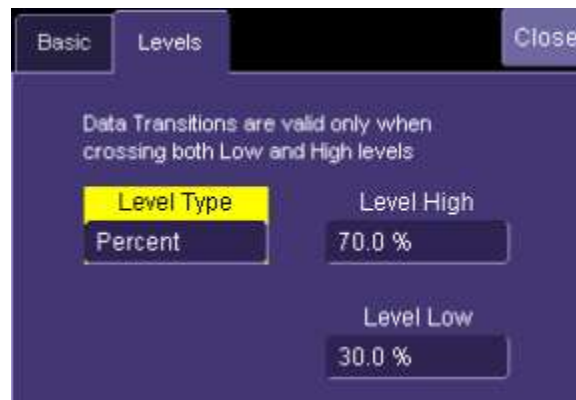 Basic Levels Close
Data Transitions are valid only when
crossing both Low and High levels
Level Type Level High
Percent 70.0 %
Level Low
30.0 %